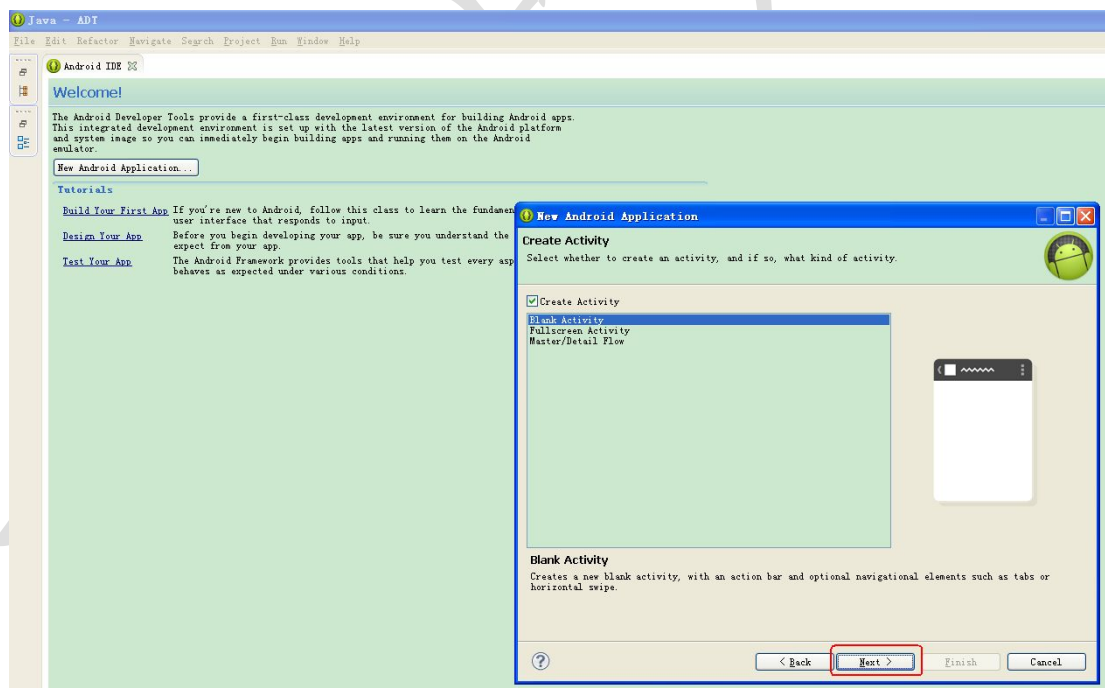 Java - ADT
File Edit Refactor Navigate Search Project Run Window Help
Android IDE
Welcome!
The Android Developer Tools provide a first-class development environment for building Android apps.
This integrated development environment is set up with the latest version of the Android platform
and system image so you can immediately begin building apps and running them on the Android
emulator.
New Android Application...
Tutorials
Build Your First App If you're new to Android, follow this class to learn the
user interface that responds to input.
Design Your App Before you begin developing your app, be sure you understand the
expect from your app.
Test Your App The Android Framework provides tools that help you test every
behaves as expected under various conditions.
New Android Application
Create Activity
Select whether to create an activity, and if so, what kind of activity.
Create Activity
Blank Activity
Fullscreen Activity
Master/Detail Flow
Blank Activity
Creates a new blank activity, with an action bar and optional navigational elements such as tabs or
horizontal swipe.
?
< Back
Next >
Finish
Cancel